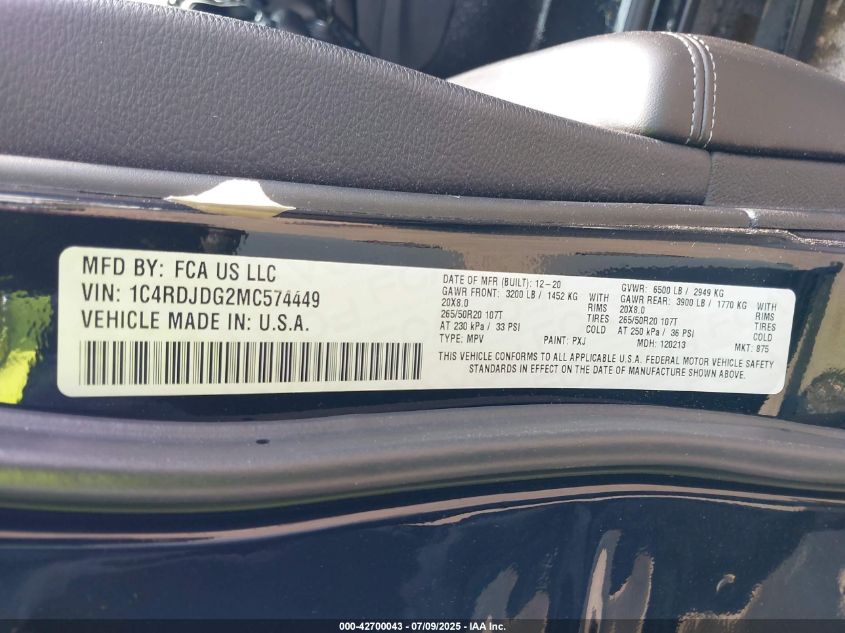 MFD BY: FCA US LLC
VIN: 1C4RDJDG2MC574449
VEHICLE MADE IN: U.S.A.
DATE OF MFR (BUILT): 12-20 GVWR: 6500 LB / 2949 KG
GAWR FRONT: 3200 LB / 1452 KG WITH GAWR REAR: 3900 LB / 1770 KG WITH
20X8.0 RIMS 20X8.0 RIMS
265/50R20 107T TIRES 265/50R20 107T TIRES
AT 230 kPa / 33 PSI COLD AT 250 kPa / 36 PSI COLD
TYPE: MPV PAINT: PXJ MDH: 120213 MKT: 875
THIS VEHICLE CONFORMS TO ALL APPLICABLE U.S.A. FEDERAL MOTOR VEHICLE SAFETY
STANDARDS IN EFFECT ON THE DATE OF MANUFACTURE SHOWN ABOVE.
000-42700043 - 07/09/2025 - IAA Inc.